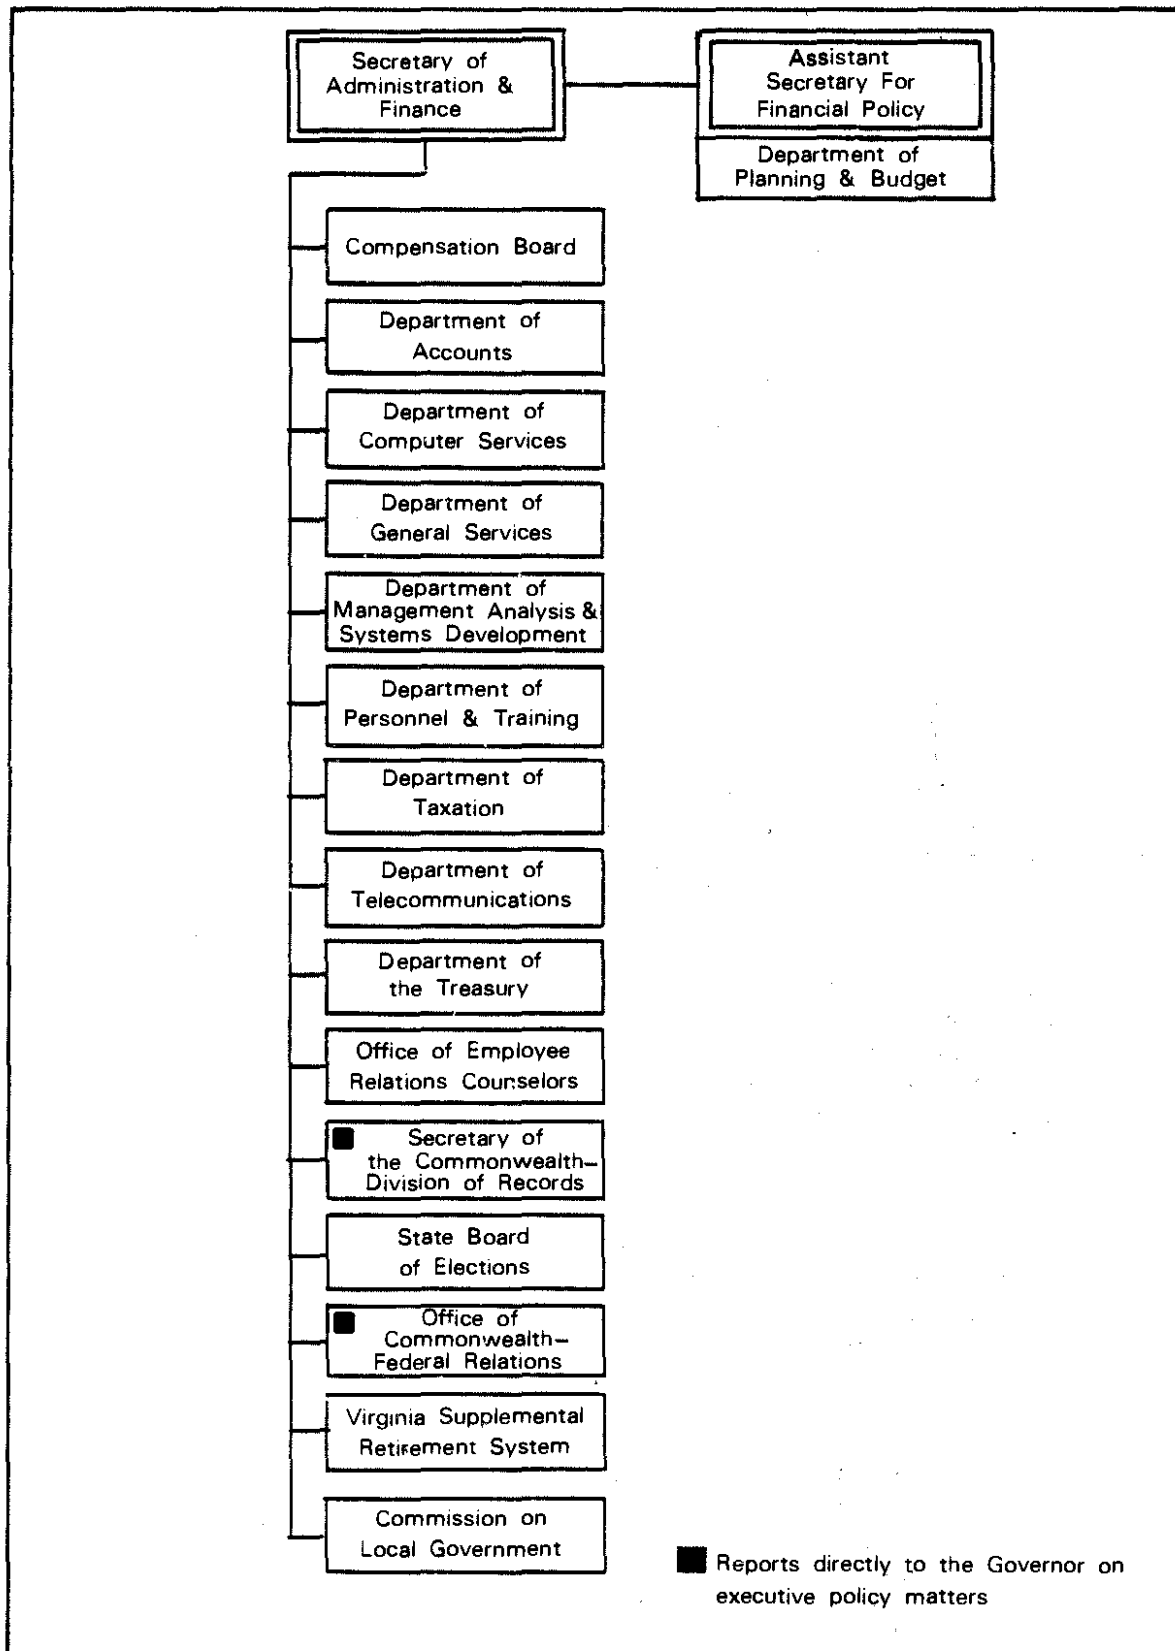 Secretary of
Administration &
Finance
Assistant
Secretary For
Financial Policy
Department of
Planning & Budget
Compensation Board
Department of
Accounts
Department of
Computer Services
Department of
General Services
Department of
Management Analysis &
Systems Development
Department of
Personnel & Training
Department of
Taxation
Department of
Telecommunications
Department of
the Treasury
Office of Employee
Relations Counselors
Secretary of
the Commonwealth–
Division of Records
State Board
of Elections
Office of
Commonwealth–
Federal Relations
Virginia Supplemental
Retirement System
Commission on
Local Government
Reports directly to the Governor on
executive policy matters